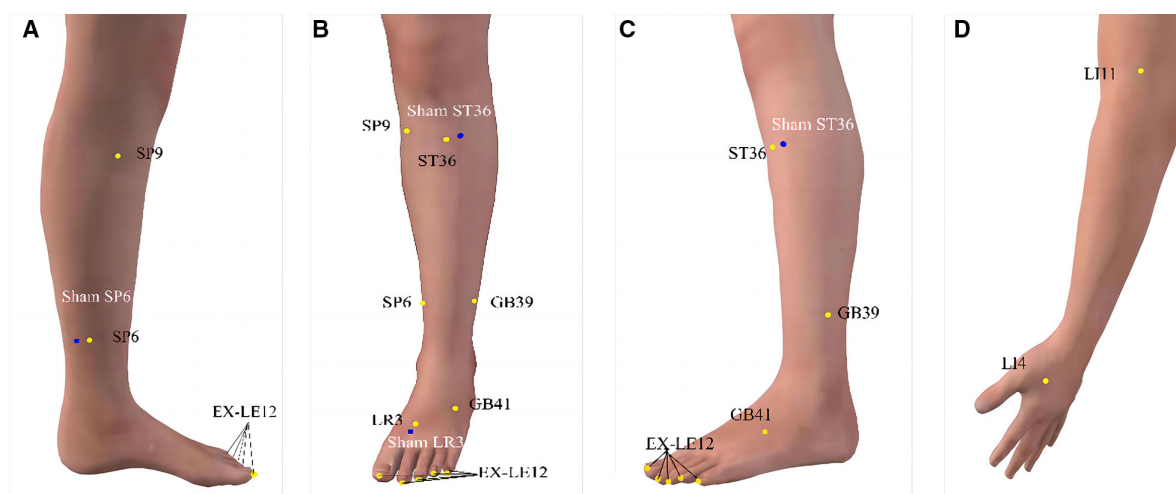 A
SP9
Sham SP6
SP6
EX-LE12
B
Sham ST36
SP9
ST36
SP6
GB39
GB41
LR3
Sham LR3
EX-LE12
C
Sham ST36
ST36
GB39
GB41
EX-LE12
D
LI11
LI4